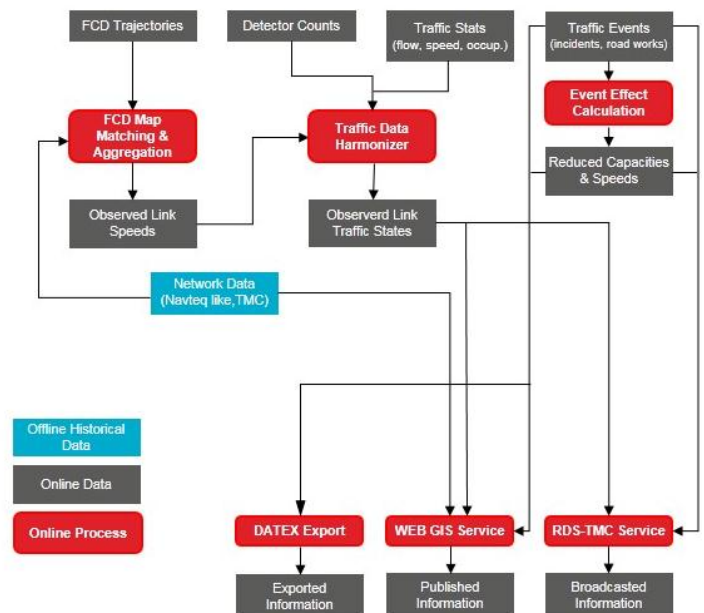 FCD Trajectories
Detector Counts
Traffic Stats
(flow, speed, occup.)
Traffic Events
(incidents, road works)
FCD Map
Matching &
Aggregation
Traffic Data
Harmonizer
Event Effect
Calculation
Reduced Capacities
& Speeds
Observed Link
Speeds
Observerd Link
Traffic States
Network Data
(Navteq like,TMC)
Offline Historical
Data
Online Data
Online Process
DATEX Export
WEB GIS Service
RDS-TMC Service
Exported
Information
Published
Information
Broadcasted
Information